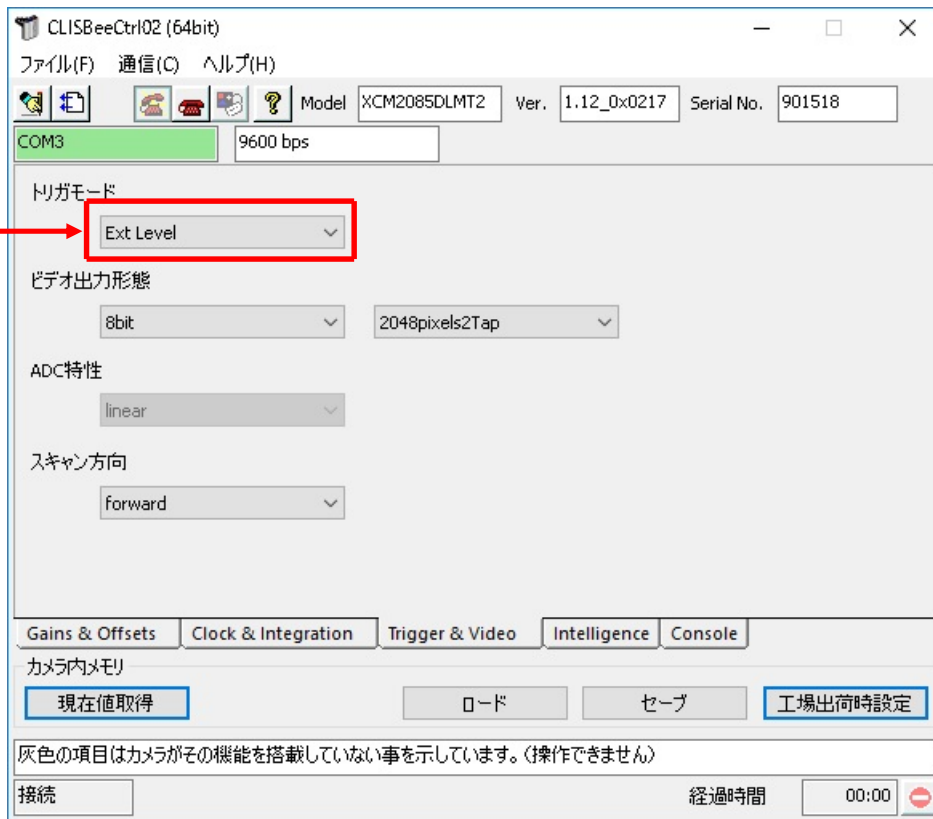 CLISBeeCtrl02 (64bit)
ファイル(F) 通信(C) ヘルプ(H)
Model XCM2085DLMT2 Ver. 1.12_0x0217 Serial No. 901518
COM3 9600 bps
トリガモード
Ext Level
ビデオ出力形態
8bit 2048pixels2Tap
ADC特性
linear
スキャン方向
forward
Gains & Offsets Clock & Integration Trigger & Video Intelligence Console
カメラ内メモリ
現在値取得 ロード セーブ 工場出荷時設定
灰色の項目はカメラがその機能を搭載していない事を示しています。(操作できません)
接続 経過時間 00:00